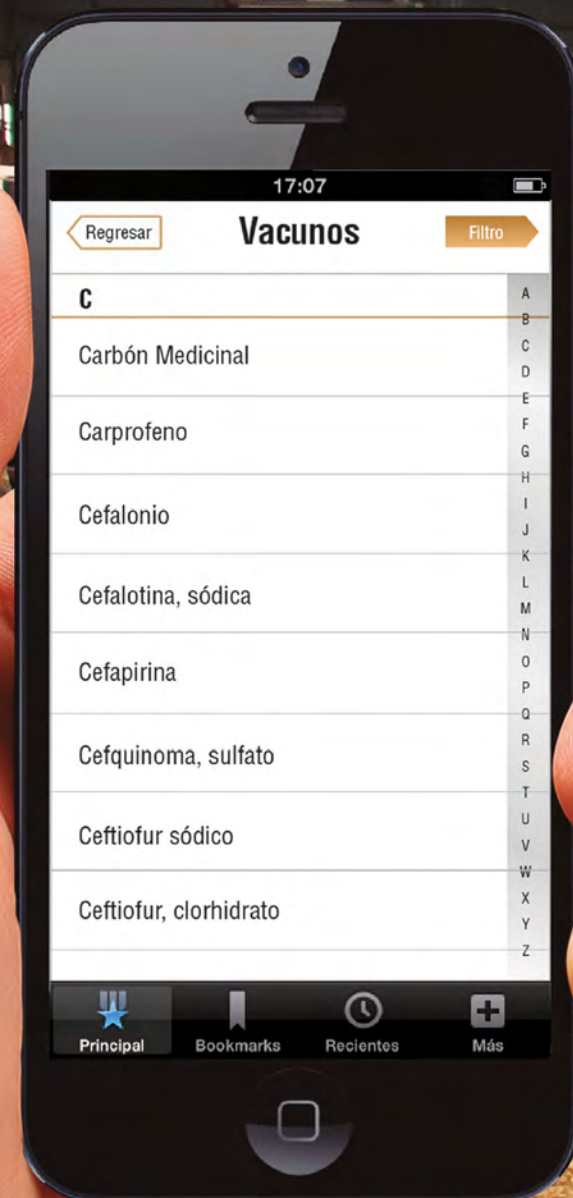 17:07
Regresar
Vacunos
Filtro
C
Carbón Medicinal
Carprofeno
Cefalonio
Cefalotina, sódica
Cefapirina
Cefquinoma, sulfato
Ceftiofur sódico
Ceftiofur, clorhidrato
A
B
C
D
E
F
G
H
I
J
K
L
M
N
O
P
Q
R
S
T
U
V
W
X
Y
Z
Principal
Bookmarks
Recientes
Más